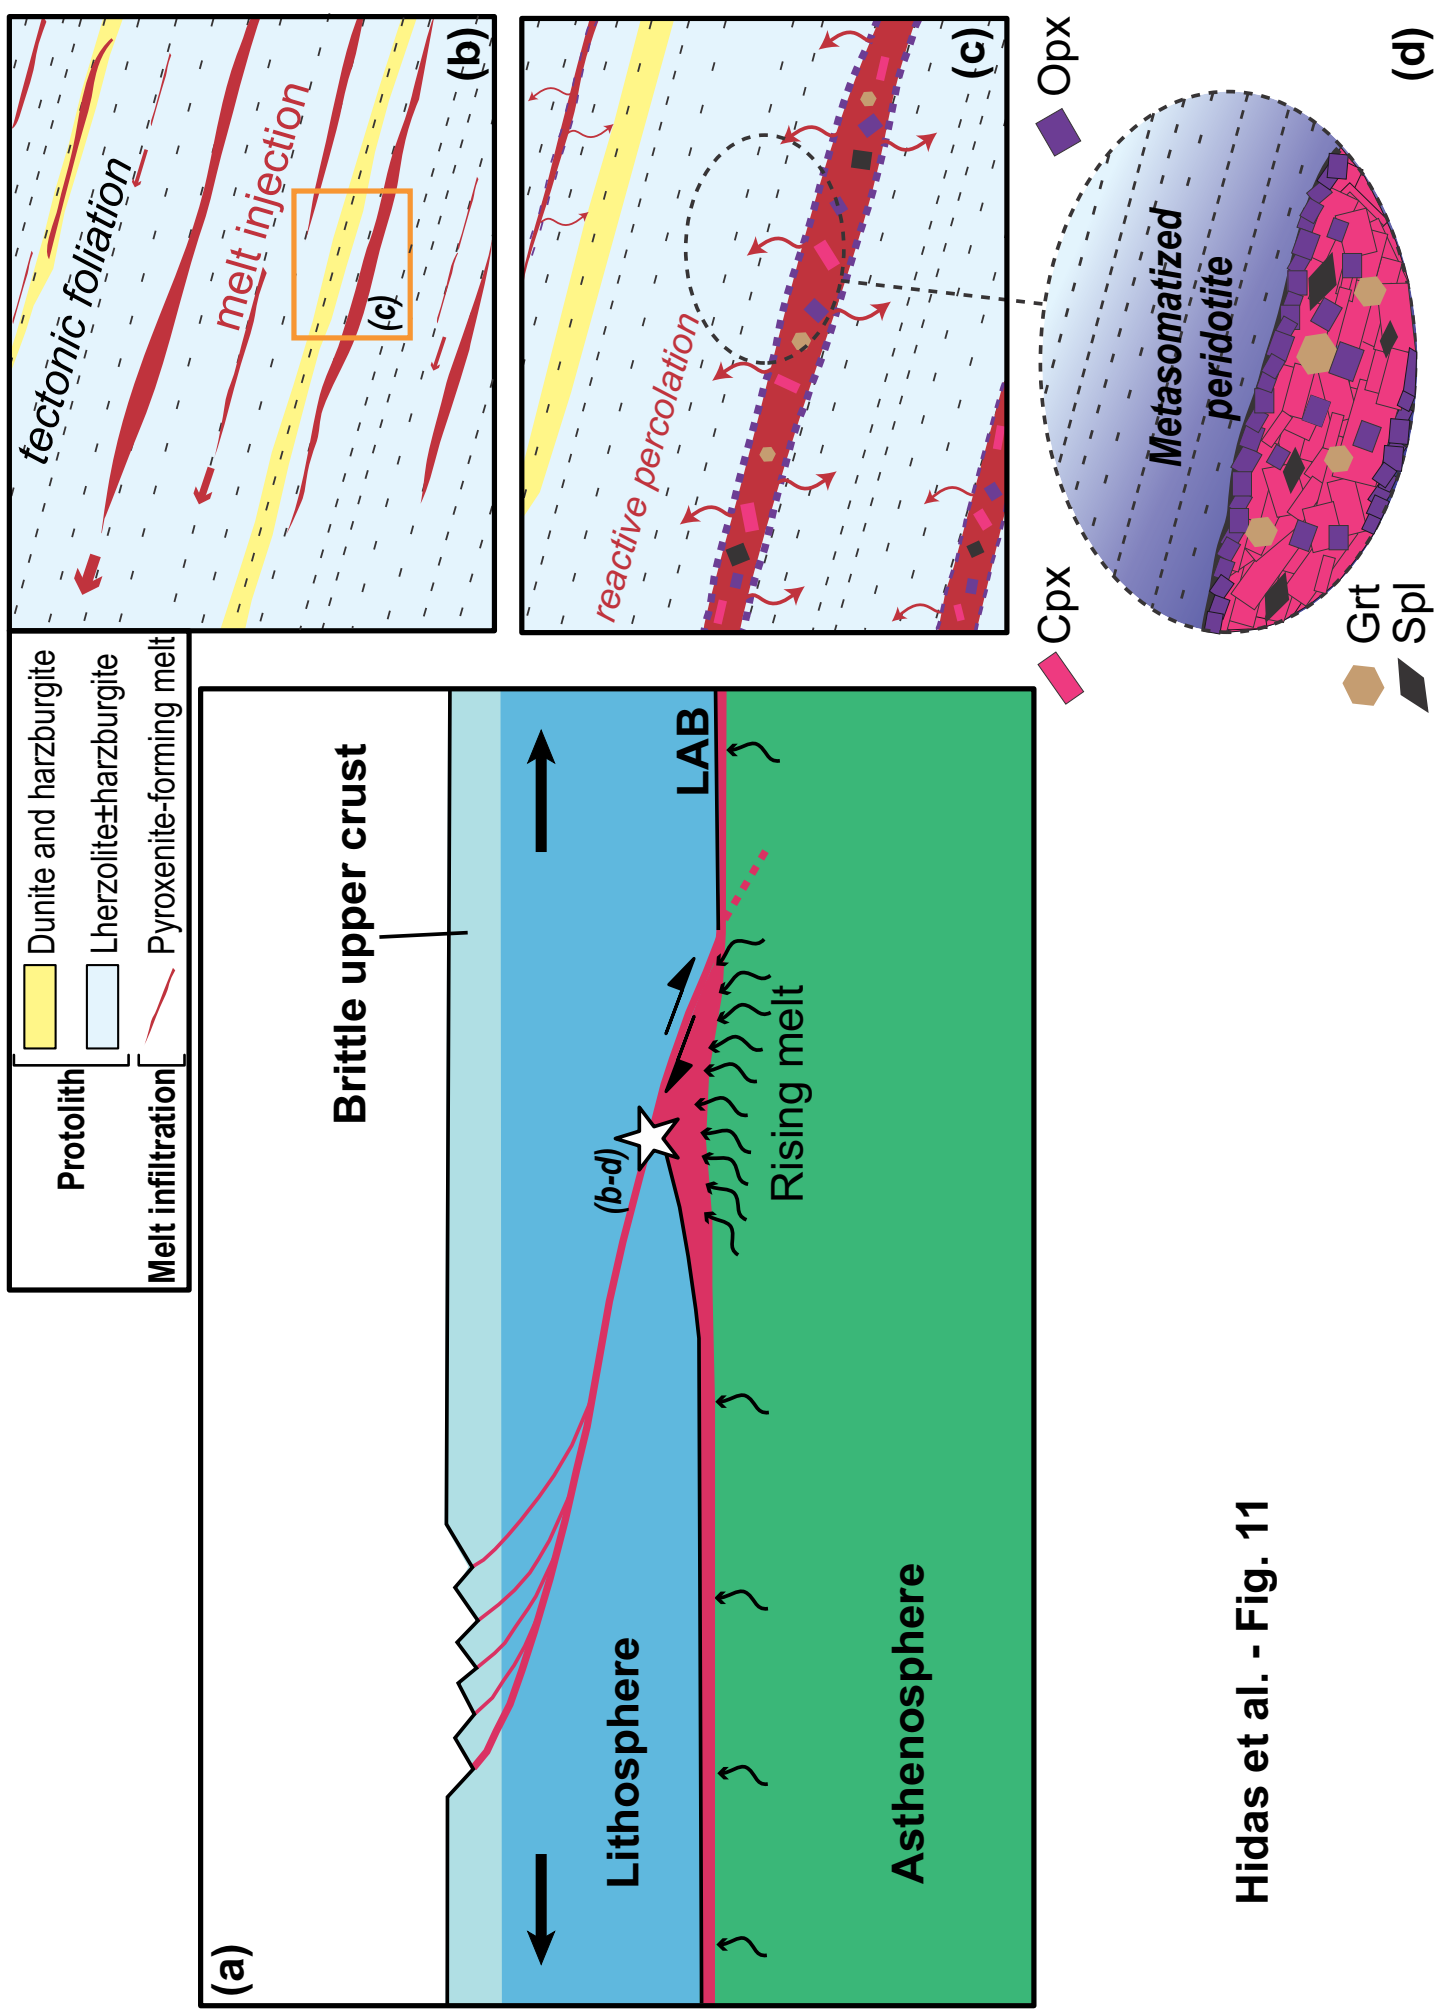 (a)
Brittle upper crust
(b-d)
LAB
Lithosphere
Rising melt
Asthenosphere
Protolith
Dunite and harzburgite
Lherzolite±harzburgite
Melt infiltration
Pyroxenite-forming melt
tectonic foliation
melt injection
(c)
(b)
reactive percolation
(c)
Cpx
Opx
Metasomatized
peridotite
Grt
Spl
(d)
Hidas et al. - Fig. 11